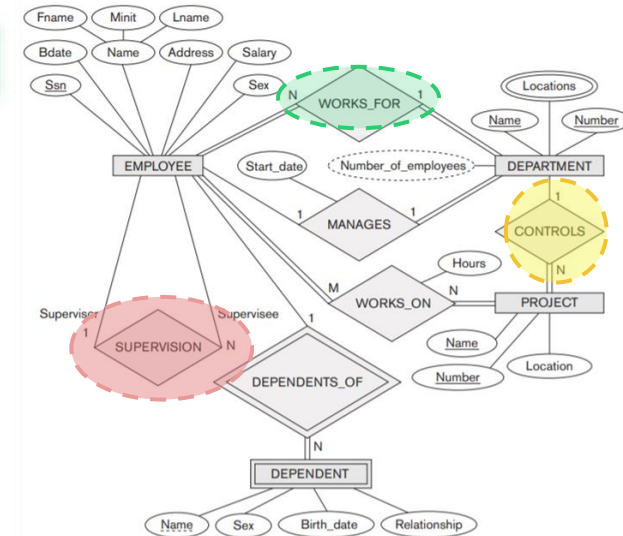 Fname
Minit
Lname
Bdate
Name
Address
Salary
Ssn
Sex
N
WORKS_FOR
1
Locations
Name
Number
EMPLOYEE
Start_date
Number_of_employees
DEPARTMENT
1
MANAGES
1
1
CONTROLS
N
Hours
M
WORKS_ON
N
PROJECT
Supervisor
Supervisee
1
SUPERVISION
N
1
Name
Number
Location
DEPENDENTS_OF
N
DEPENDENT
Name
Sex
Birth_date
Relationship